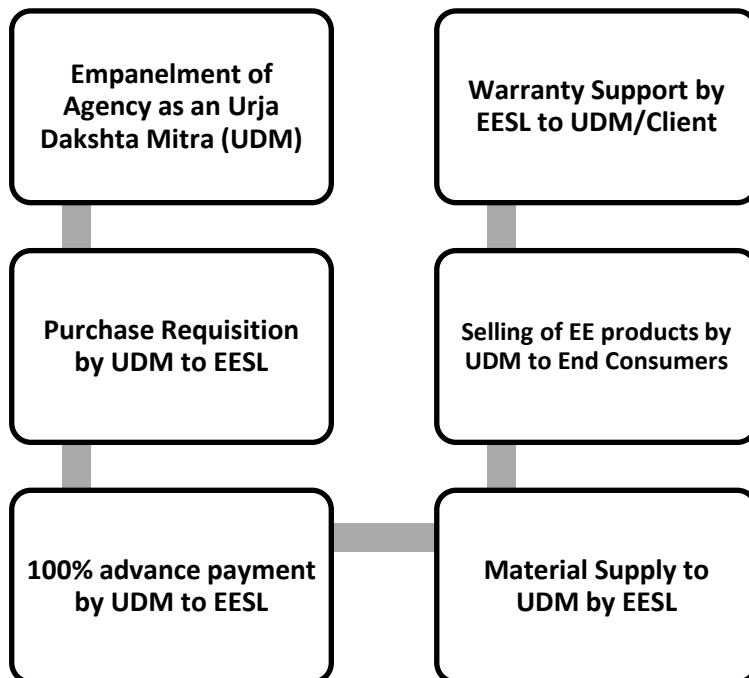 Empanelment of
Agency as an Urja
Dakshta Mitra (UDM)
Purchase Requisition
by UDM to EESL
100% advance payment
by UDM to EESL
Material Supply to
UDM by EESL
Selling of EE products by
UDM to End Consumers
Warranty Support by
EESL to UDM/Client